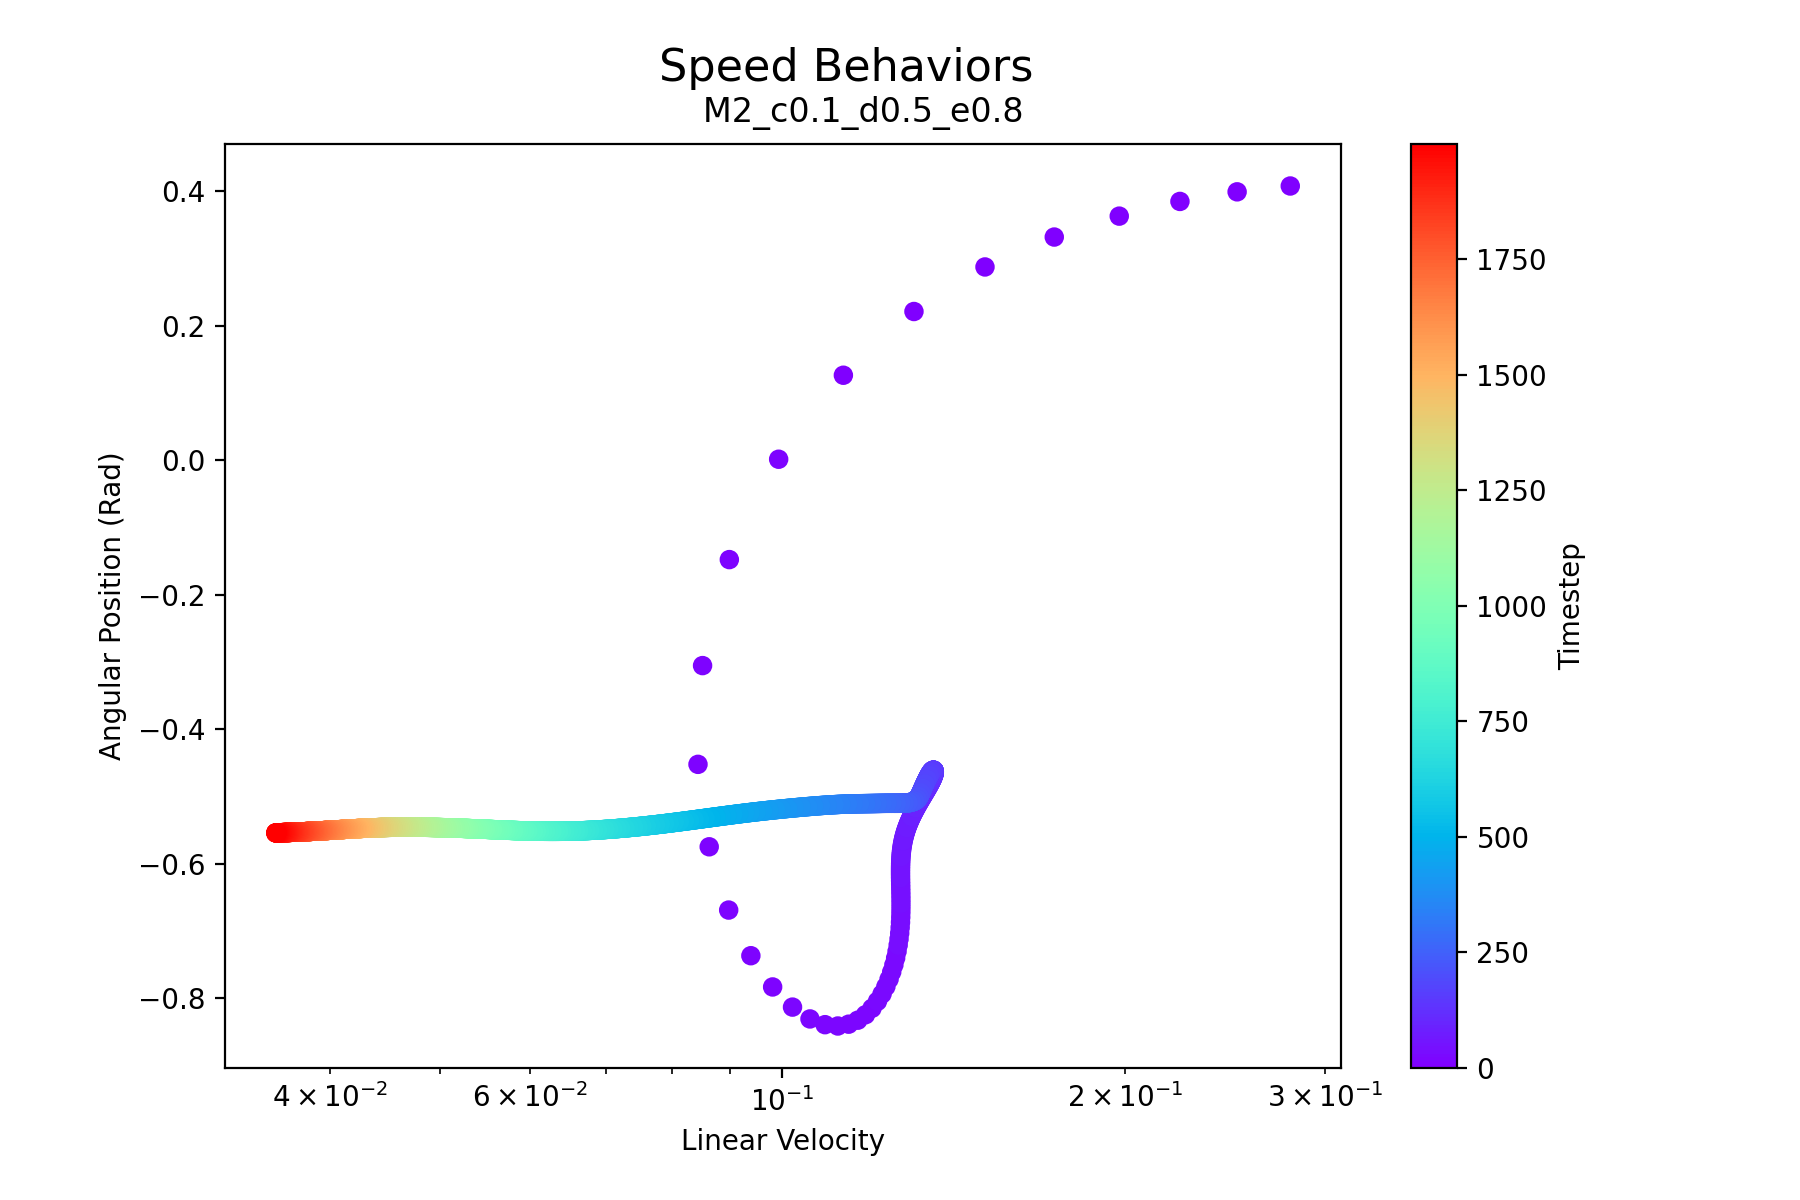 Speed Behaviors
M2_c0.1_d0.5_e0.8
Angular Position (Rad)
0.4
0.2
0.0
−0.2
−0.4
−0.6
−0.8
4 × 10⁻²
6 × 10⁻²
10⁻¹
2 × 10⁻¹
3 × 10⁻¹
Linear Velocity
1750
1500
1250
1000
750
500
250
0
Timestep